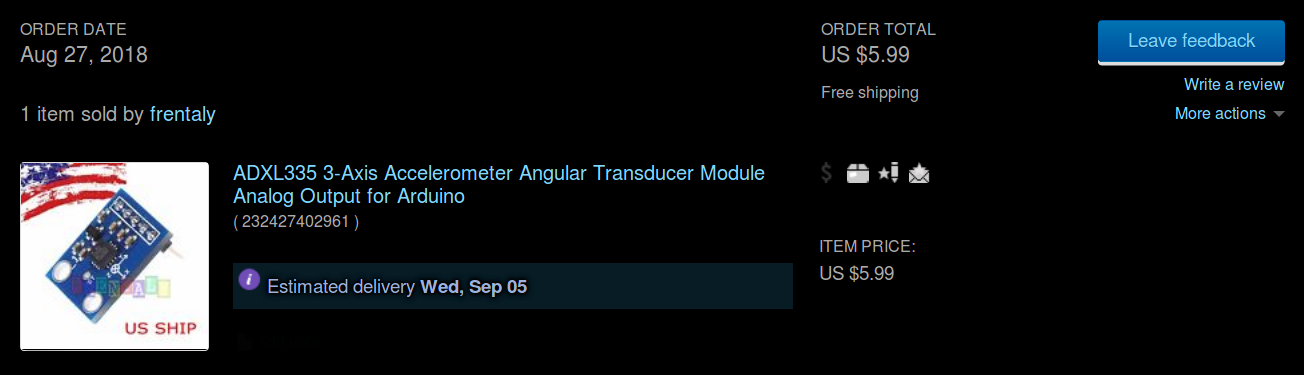 ORDER DATE
Aug 27, 2018
ORDER TOTAL
US $5.99
Free shipping
Leave feedback
Write a review
More actions
1 item sold by frentaly
US SHIP
ADXL335 3-Axis Accelerometer Angular Transducer Module
Analog Output for Arduino
( 232427402961 )
Estimated delivery Wed, Sep 05
ITEM PRICE:
US $5.99